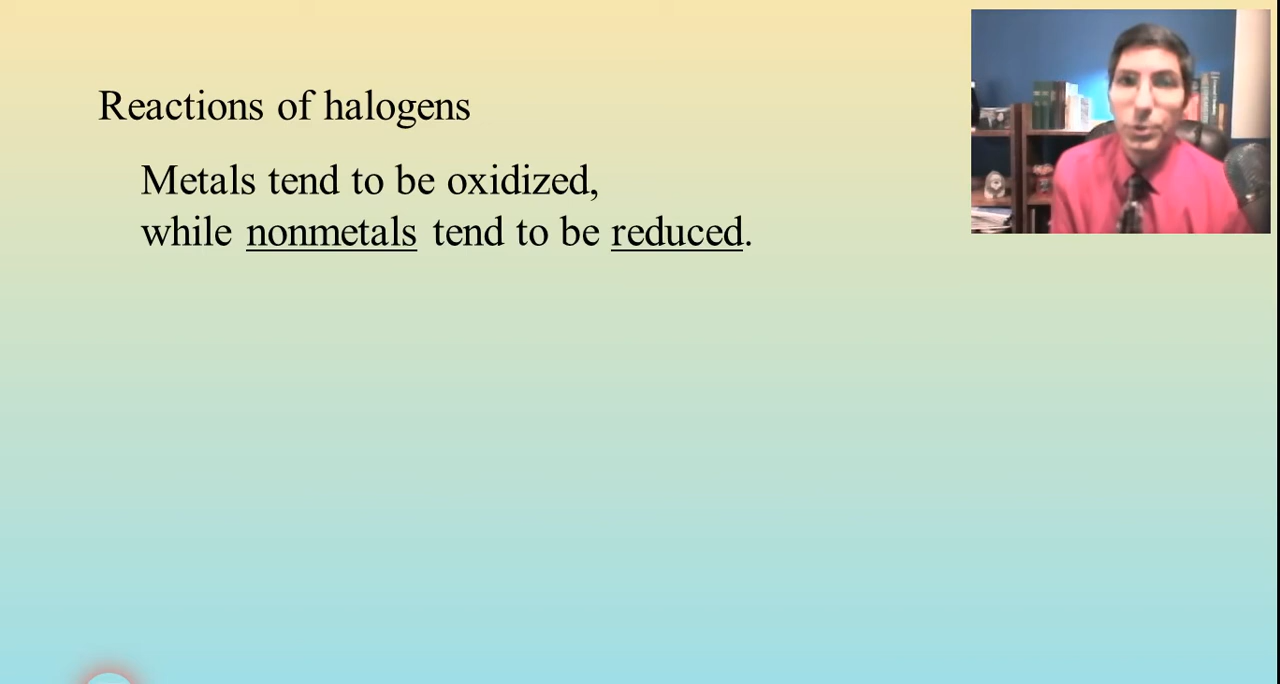 Reactions of halogens
Metals tend to be oxidized,
while nonmetals tend to be reduced.